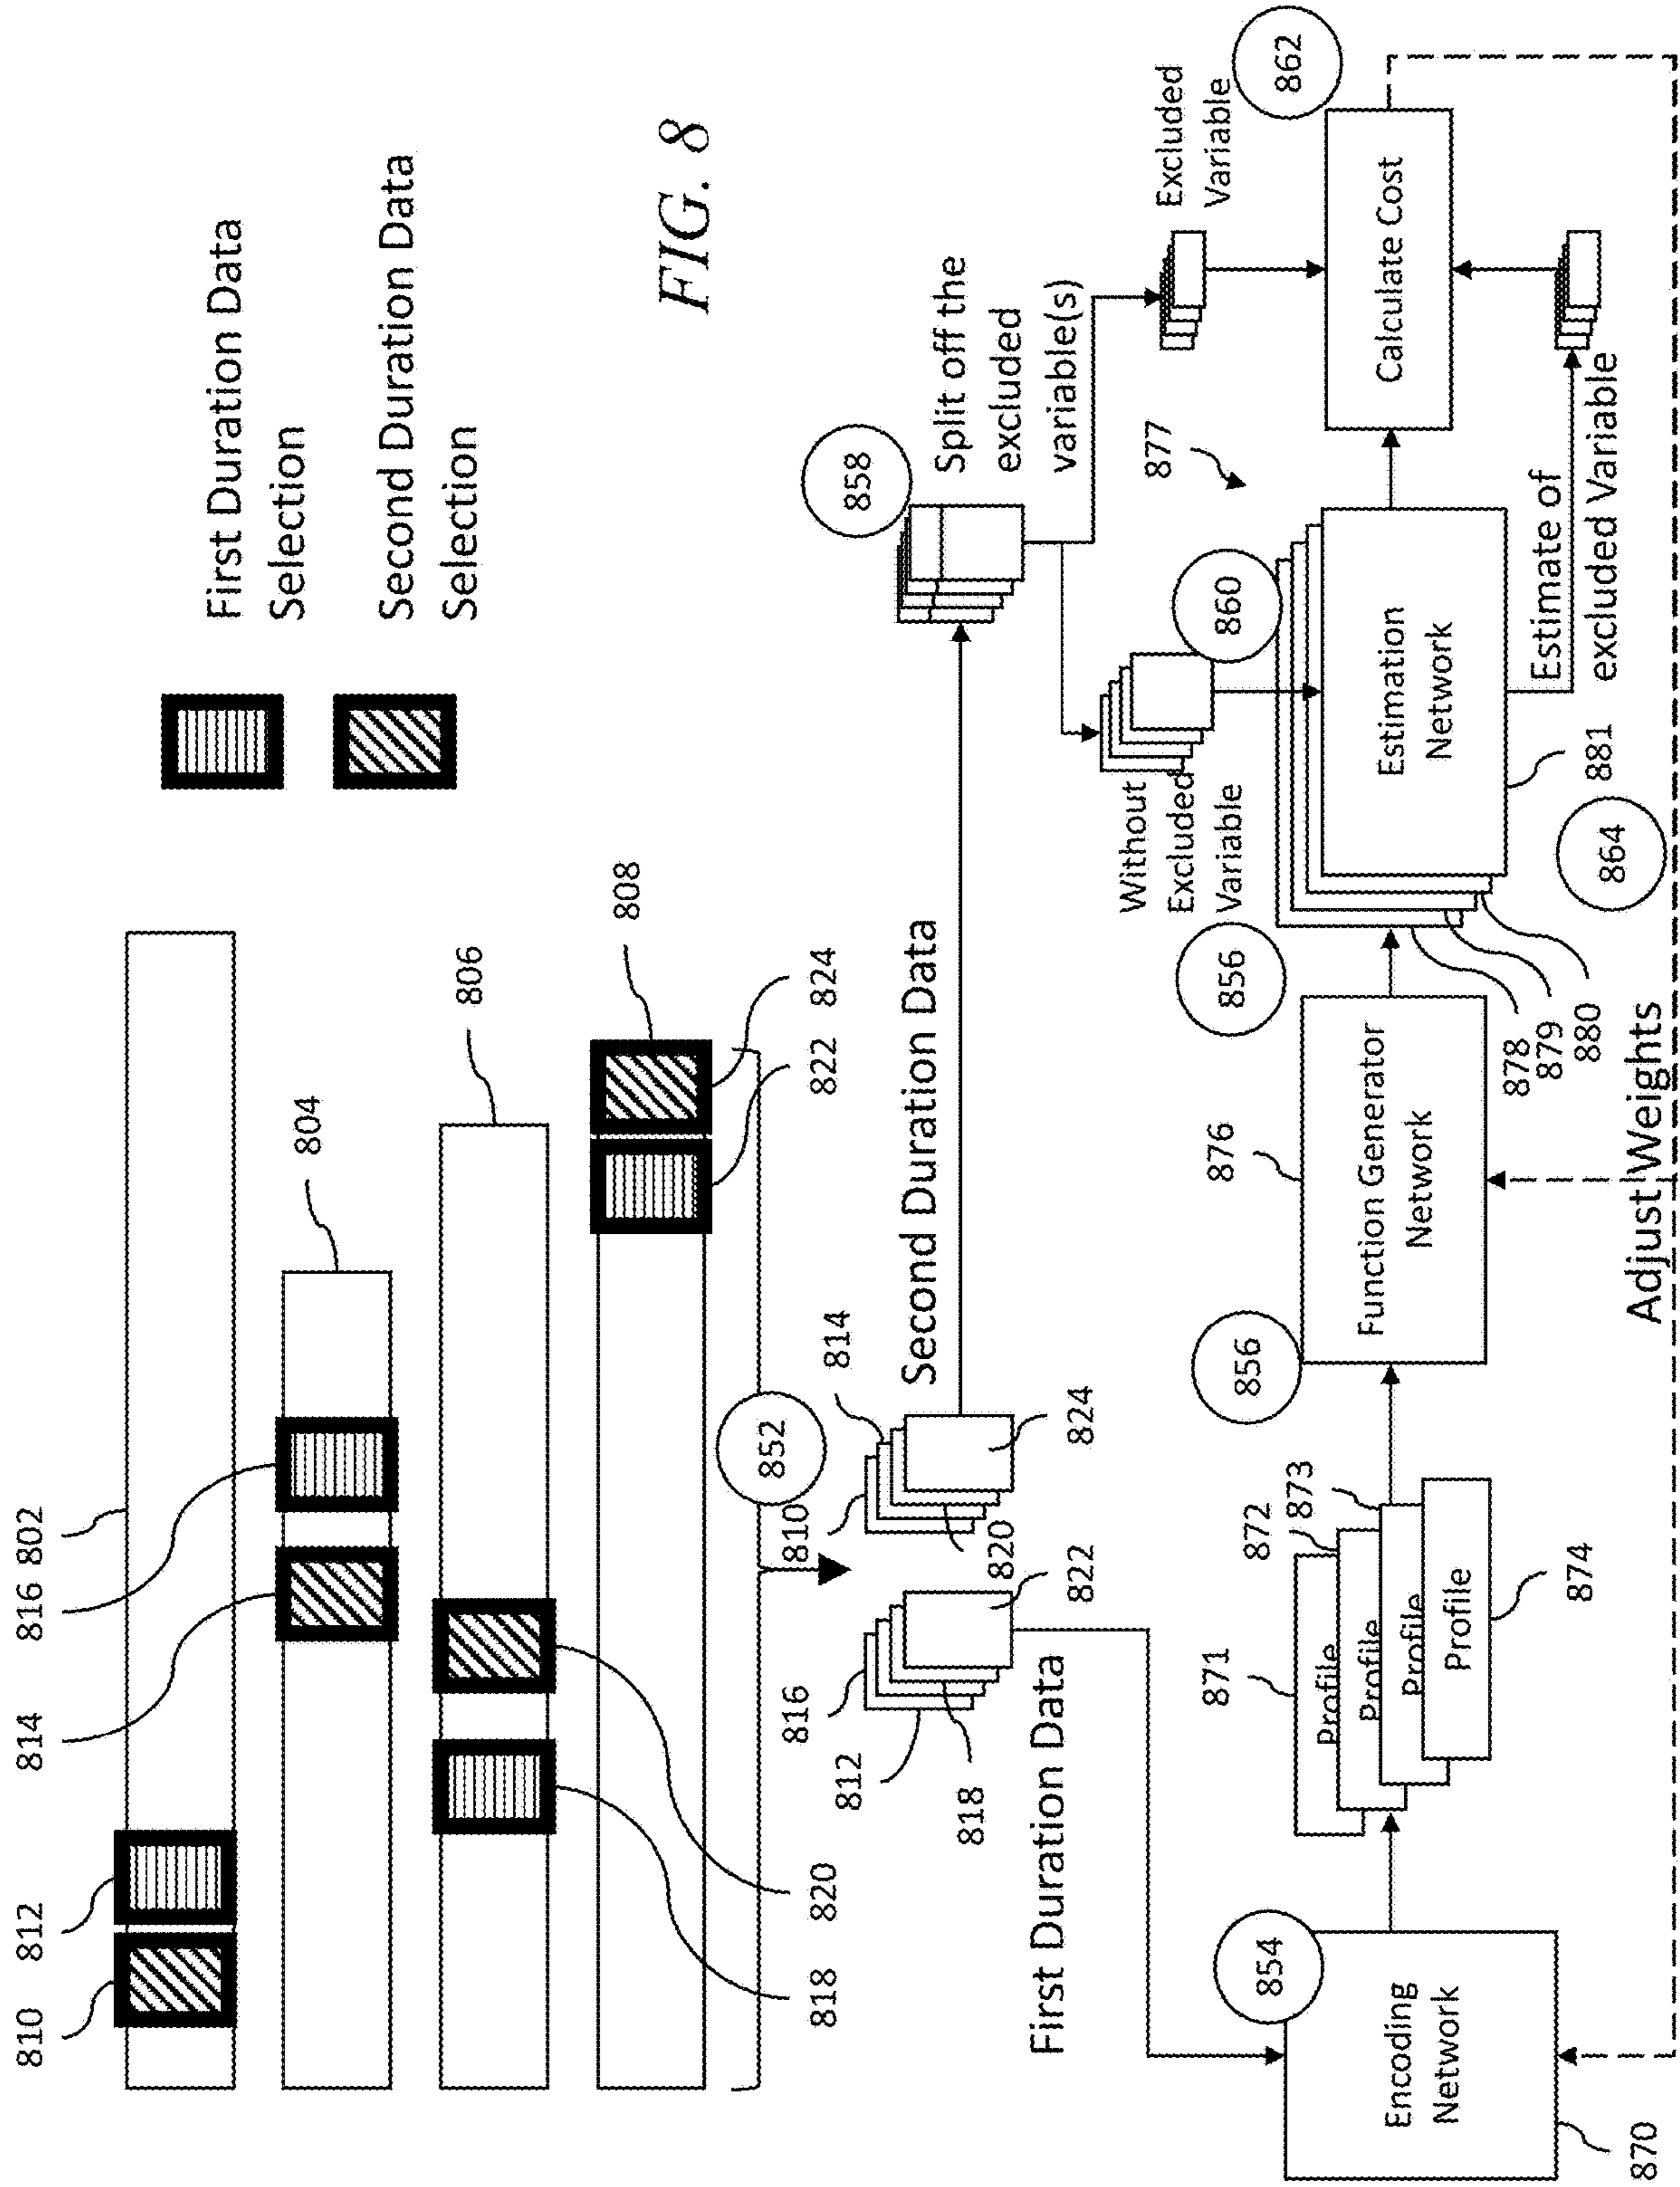 810
812
814
816
802
804
806
808
First Duration Data
Selection
Second Duration Data
Selection
FIG. 8
818
820
822
824
852
816
812
818
822
810
814
820
824
First Duration Data
Second Duration Data
858
Split off the
excluded
variable(s)
Excluded
Variable
Without
Excluded
Variable
877
870
854
Encoding
Network
871
872
873
874
Profile
Profile
Profile
Profile
856
876
Function Generator
Network
856
860
Estimation
Network
878
879
880
881
864
Estimate of
excluded Variable
862
Calculate Cost
Adjust Weights